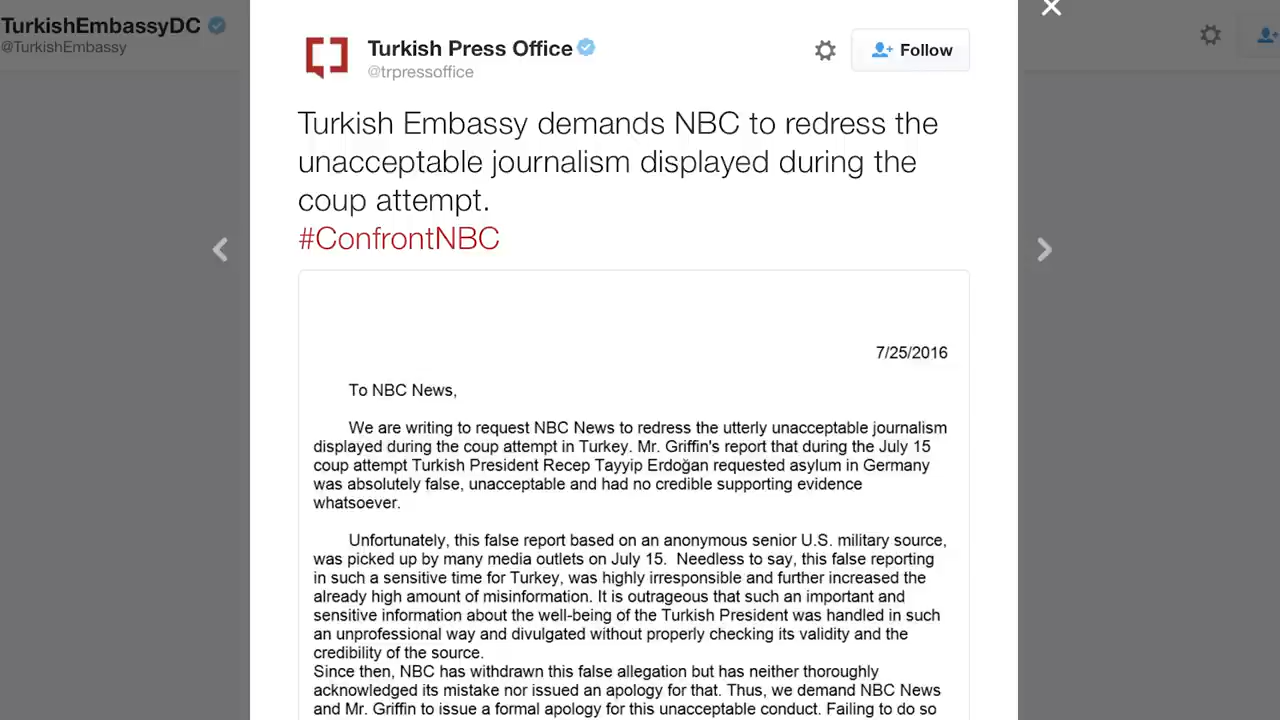 TurkishEmbassyDC
@TurkishEmbassy
Turkish Press Office
@trpressoffice
Follow
Turkish Embassy demands NBC to redress the
unacceptable journalism displayed during the
coup attempt.
#ConfrontNBC
7/25/2016
To NBC News,
We are writing to request NBC News to redress the utterly unacceptable journalism
displayed during the coup attempt in Turkey. Mr. Griffin's report that during the July 15
coup attempt Turkish President Recep Tayyip Erdoğan requested asylum in Germany
was absolutely false, unacceptable and had no credible supporting evidence
whatsoever.
Unfortunately, this false report based on an anonymous senior U.S. military source,
was picked up by many media outlets on July 15. Needless to say, this false reporting
in such a sensitive time for Turkey, was highly irresponsible and further increased the
already high amount of misinformation. It is outrageous that such an important and
sensitive information about the well-being of the Turkish President was handled in such
an unprofessional way and divulgated without properly checking its validity and the
credibility of the source.
Since then, NBC has withdrawn this false allegation but has neither thoroughly
acknowledged its mistake nor issued an apology for that. Thus, we demand NBC News
and Mr. Griffin to issue a formal apology for this unacceptable conduct. Failing to do so